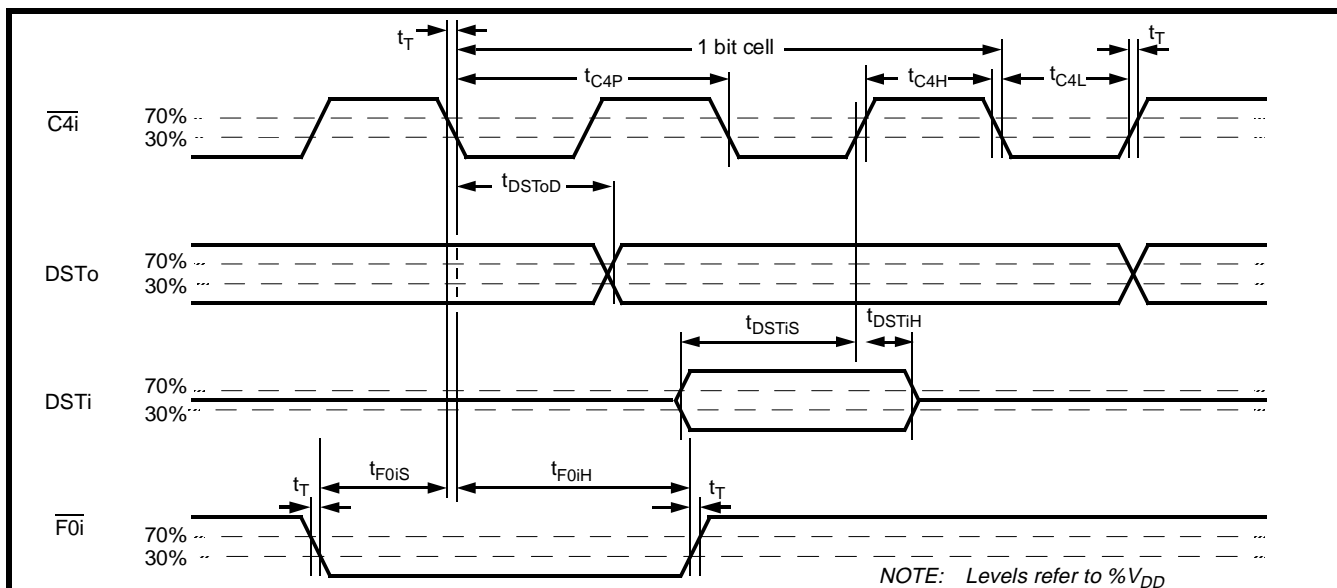 tT
1 bit cell
tT
tC4P
tC4H
tC4L
C4i
70%
30%
tDSToD
DSTo
70%
30%
tDSTiS
tDSTiH
DSTi
70%
30%
tF0iS
tF0iH
tT
tT
F0i
70%
30%
NOTE: Levels refer to %VDD